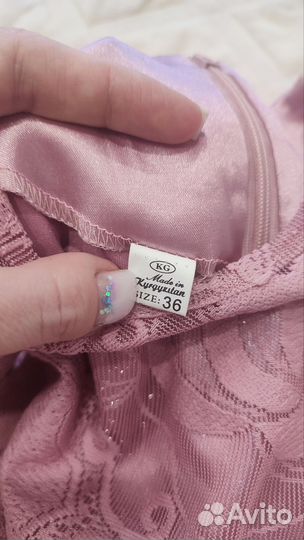 KG
Made in
Kyrgyzstan
SIZE: 36
Avito